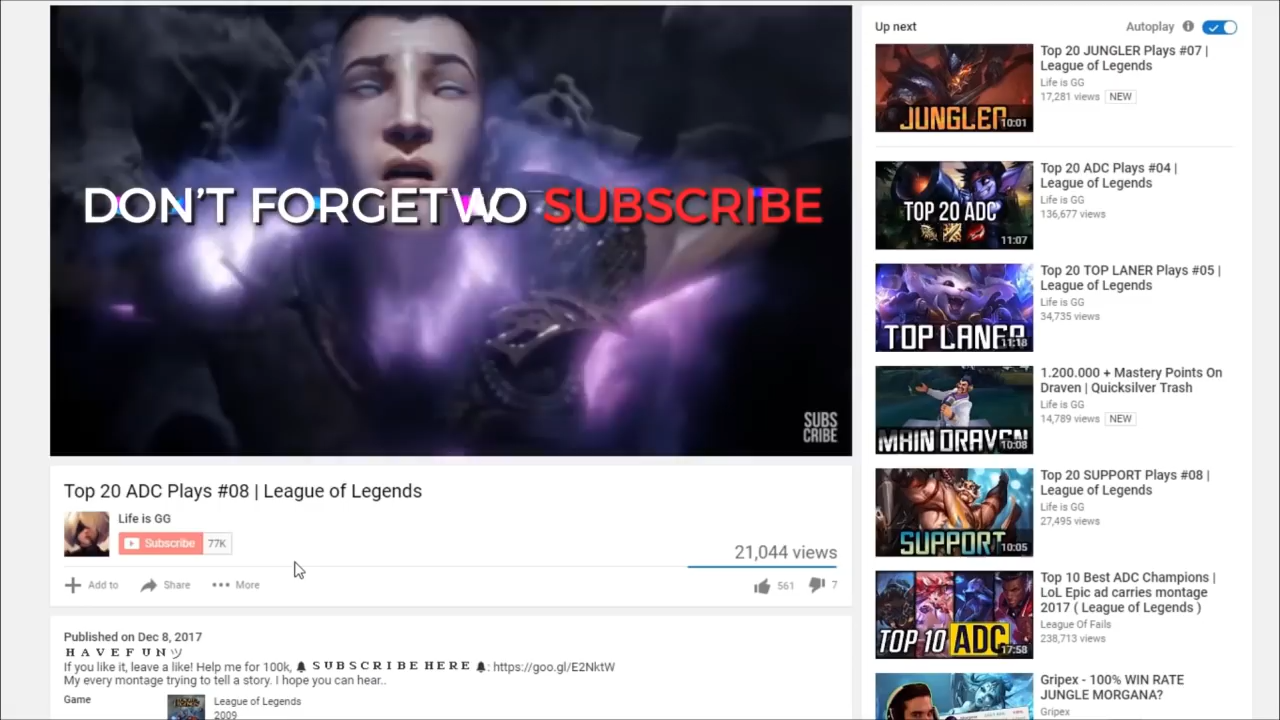 DON'T FORGETWO SUBSCRIBE
SUBS
CRIBE
Top 20 ADC Plays #08 | League of Legends
Life is GG
Subscribe 77K
21,044 views
Add to Share More
561 7
Published on Dec 8, 2017
H A V E F U N ツ
If you like it, leave a like! Help me for 100k, 🔔 S U B S C R I B E H E R E 🔔: https://goo.gl/E2NktW
My every montage trying to tell a story. I hope you can hear..
Game
League of Legends
2009
Up next Autoplay
JUNGLER
10:01
Top 20 JUNGLER Plays #07 |
League of Legends
Life is GG
17,281 views NEW
TOP 20 ADC
11:07
Top 20 ADC Plays #04 |
League of Legends
Life is GG
136,677 views
TOP LANER
11:18
Top 20 TOP LANER Plays #05 |
League of Legends
Life is GG
34,735 views
MAIN DRAVEN
10:08
1.200.000 + Mastery Points On
Draven | Quicksilver Trash
Life is GG
14,789 views NEW
SUPPORT
10:05
Top 20 SUPPORT Plays #08 |
League of Legends
Life is GG
27,495 views
TOP 10 ADC
17:58
Top 10 Best ADC Champions |
LoL Epic ad carries montage
2017 ( League of Legends )
League Of Fails
238,713 views
Gripex - 100% WIN RATE
JUNGLE MORGANA?
Gripex